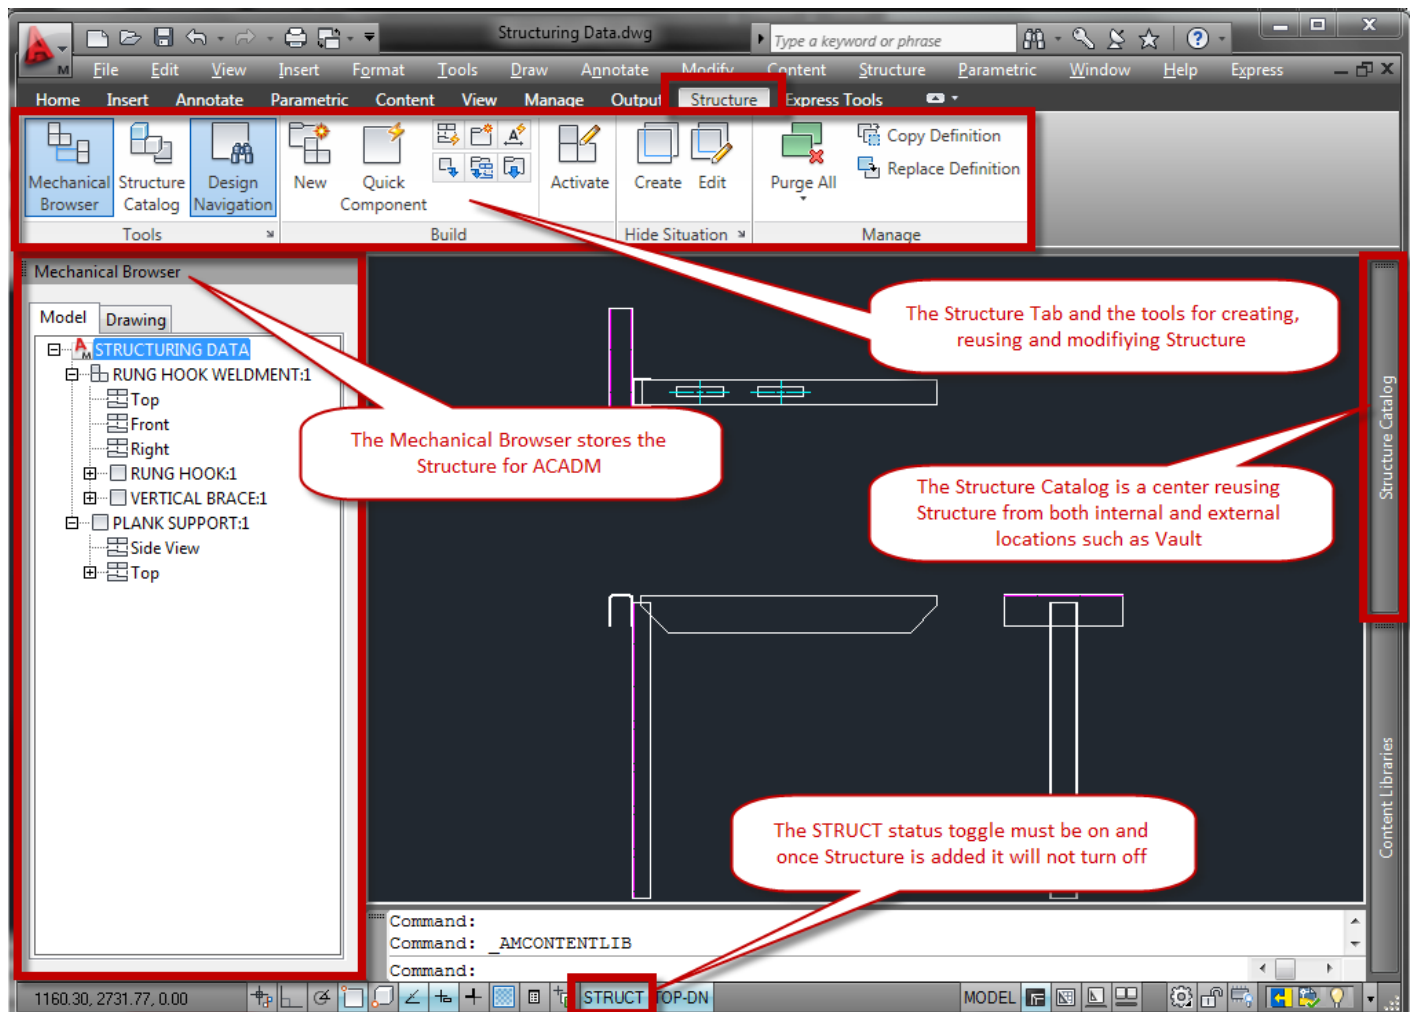 Structuring Data.dwg
Type a keyword or phrase
M File Edit View Insert Format Tools Draw Annotate Modify Content Structure Parametric Window Help Express
Home Insert Annotate Parametric Content View Manage Output Structure Express Tools
Mechanical Browser
Structure Catalog
Design Navigation
New
Quick Component
Activate
Create Edit
Purge All
Copy Definition
Replace Definition
Tools Build Hide Situation Manage
Mechanical Browser
Model Drawing
STRUCTURING DATA
RUNG HOOK WELDMENT:1
Top
Front
Right
RUNG HOOK:1
VERTICAL BRACE:1
PLANK SUPPORT:1
Side View
Top
The Structure Tab and the tools for creating,
reusing and modifiying Structure
The Mechanical Browser stores the
Structure for ACADM
The Structure Catalog is a center reusing
Structure from both internal and external
locations such as Vault
The STRUCT status toggle must be on and
once Structure is added it will not turn off
Structure Catalog
Content Libraries
Command:
Command: _AMCONTENTLIB
Command:
1160.30, 2731.77, 0.00 STRUCT TOP-DN MODEL